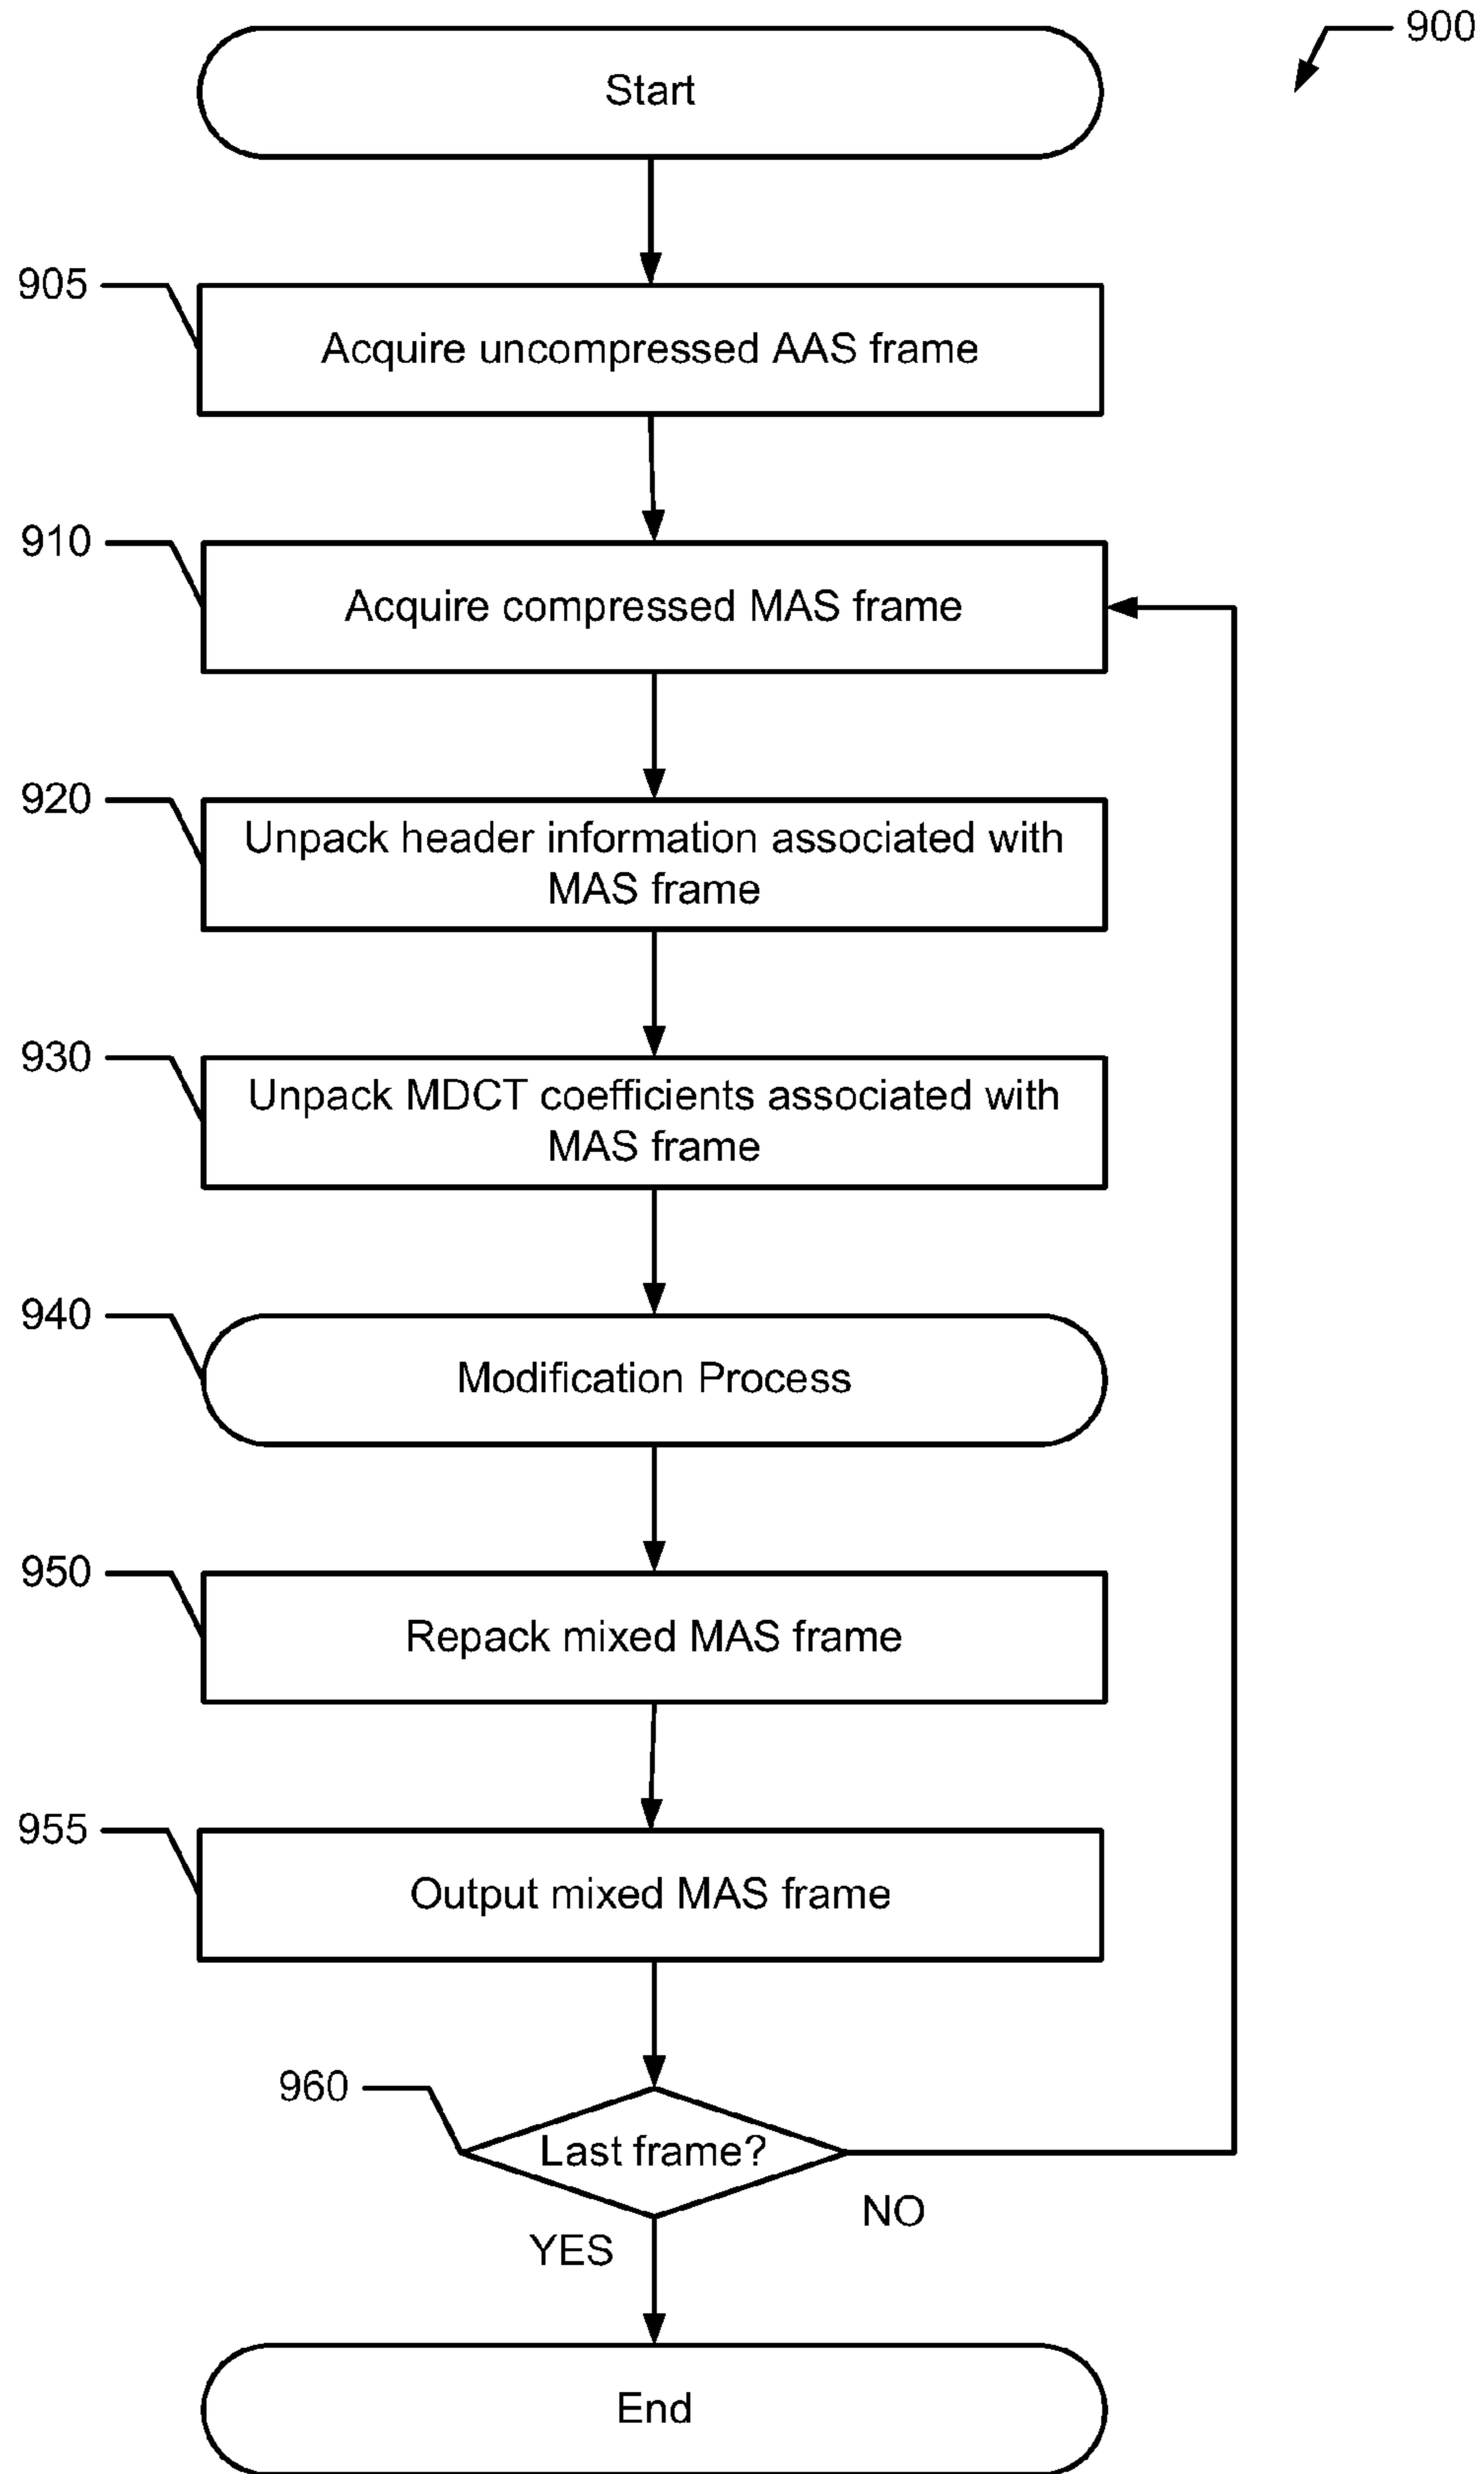 900
Start
905
Acquire uncompressed AAS frame
910
Acquire compressed MAS frame
920
Unpack header information associated with
MAS frame
930
Unpack MDCT coefficients associated with
MAS frame
940
Modification Process
950
Repack mixed MAS frame
955
Output mixed MAS frame
960
Last frame?
NO
YES
End